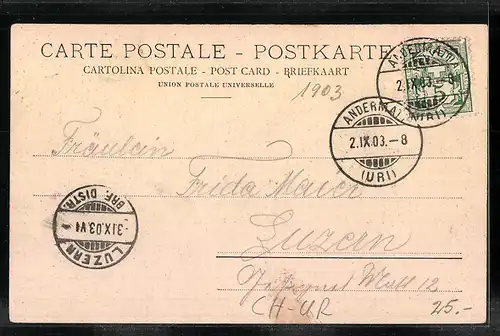 CARTE POSTALE - POSTKARTE
CARTOLINA POSTALE - POST CARD - BRIEFKAART
UNION POSTALE UNIVERSELLE
1903
ANDERMATT
2.IX.03.-8
(URI)
5
ANDERMATT
2.IX.03.-8
(URI)
Fräulein
Frida Maier
Luzern
12
CH-UR
25.-
BRF. DISTR.
3.IX.03.VI
LUZERN